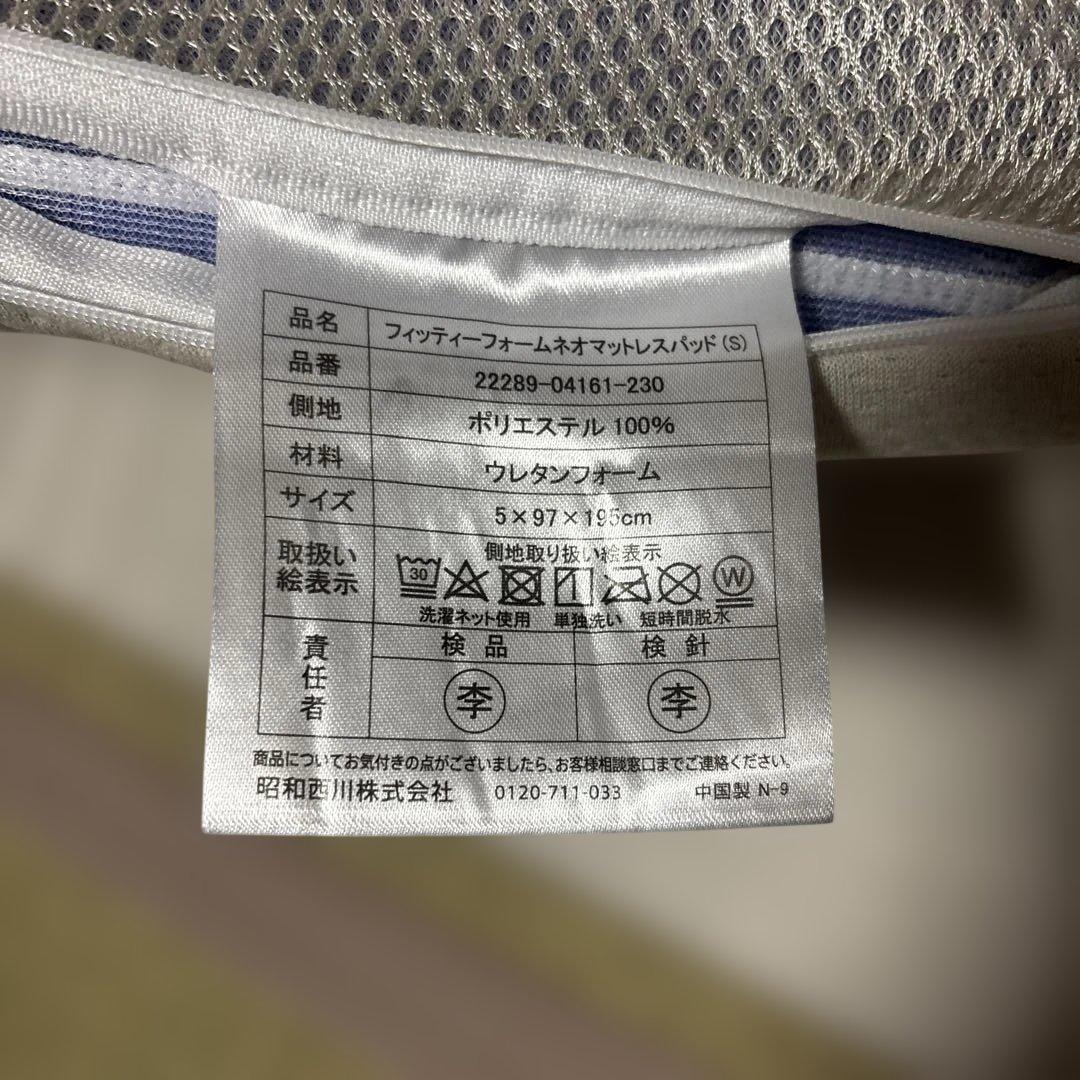 品名 フィッティーフォームネオマットレスパッド(S)
品番 22289-04161-230
側地 ポリエステル 100%
材料 ウレタンフォーム
サイズ 5×97×195cm
取扱い 絵表示 側地取り扱い絵表示
30 W
洗濯ネット使用 単独洗い 短時間脱水
責任者 検品 検針
李 李
商品についてお気付きの点がございましたら、お客様相談窓口までご連絡ください。
昭和西川株式会社 0120-711-033 中国製 N-9